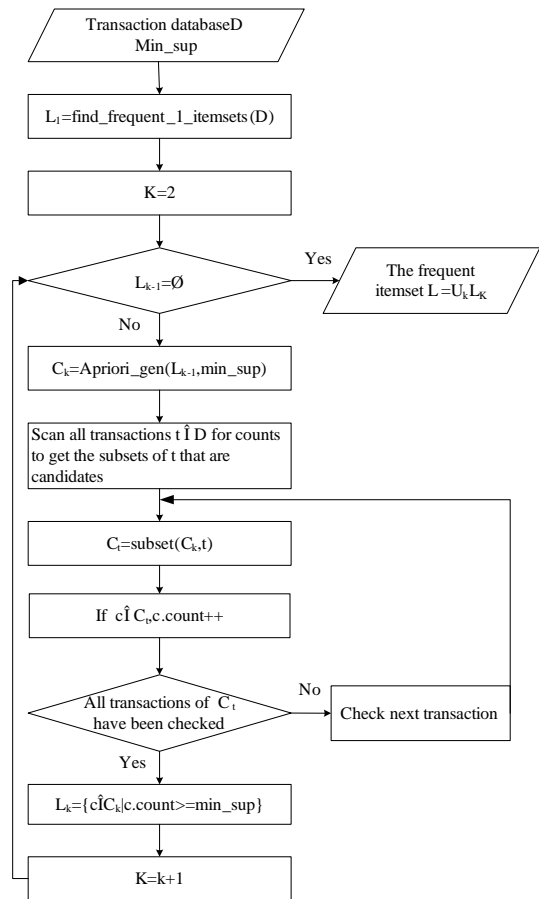 Transaction databaseD
Min_sup
L₁=find_frequent_1_itemsets(D)
K=2
Lₖ₋₁=Ø
Yes
The frequent
itemset L =UₖL_K
No
Cₖ=Apriori_gen(Lₖ₋₁,min_sup)
Scan all transactions t Î D for counts
to get the subsets of t that are
candidates
Cₜ=subset(Cₖ,t)
If cÎ Cₜ,c.count++
All transactions of Cₜ
have been checked
No
Check next transaction
Yes
Lₖ={cÎCₖ|c.count>=min_sup}
K=k+1